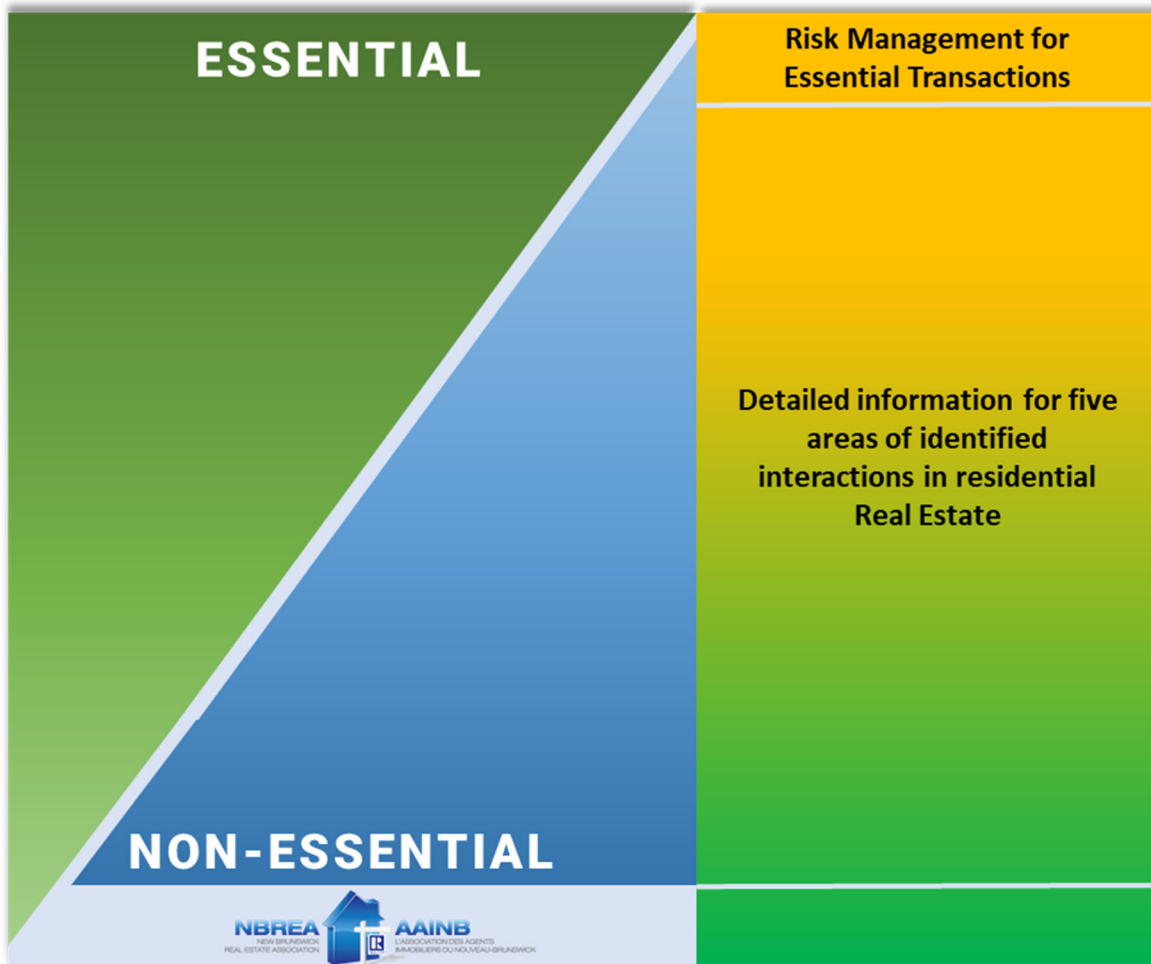 ESSENTIAL
Risk Management for
Essential Transactions
Detailed information for five
areas of identified
interactions in residential
Real Estate
NON-ESSENTIAL
NBREA
NEW BRUNSWICK
REAL ESTATE ASSOCIATION
R
AAINB
L'ASSOCIATION DES AGENTS
IMMOBILIERS DU NOUVEAU-BRUNSWICK